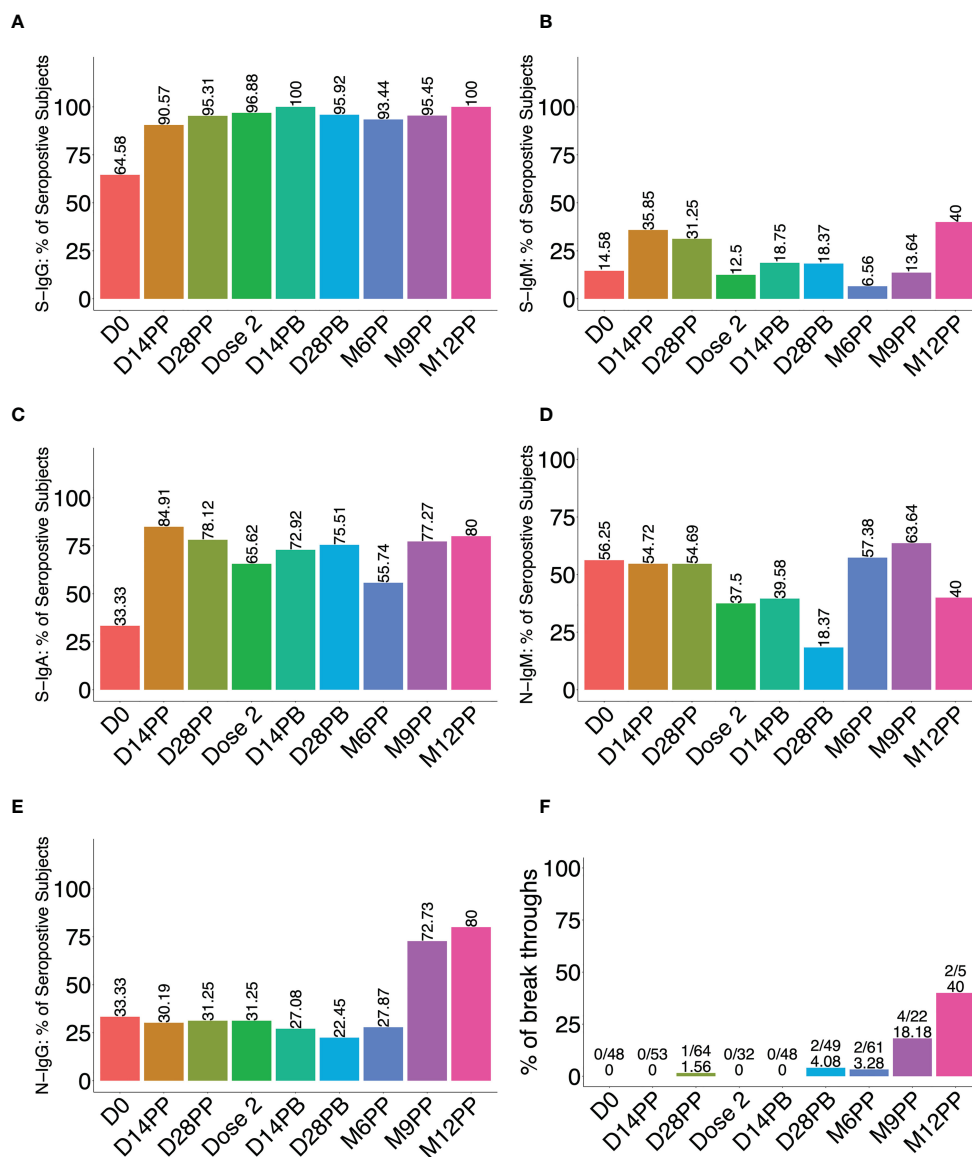 A
S-IgG: % of Seropostive Subjects
100
75
50
25
0
64.58
90.57
95.31
96.88
100
95.92
93.44
95.45
100
D0
D14PP
D28PP
Dose 2
D14PB
D28PB
M6PP
M9PP
M12PP
B
S-IgM: % of Seropostive Subjects
100
75
50
25
0
14.58
35.85
31.25
12.5
18.75
18.37
6.56
13.64
40
D0
D14PP
D28PP
Dose 2
D14PB
D28PB
M6PP
M9PP
M12PP
C
S-IgA: % of Seropostive Subjects
100
75
50
25
0
33.33
84.91
78.12
65.62
72.92
75.51
55.74
77.27
80
D0
D14PP
D28PP
Dose 2
D14PB
D28PB
M6PP
M9PP
M12PP
D
N-IgM: % of Seropostive Subjects
100
75
50
25
0
56.25
54.72
54.69
37.5
39.58
18.37
57.38
63.64
40
D0
D14PP
D28PP
Dose 2
D14PB
D28PB
M6PP
M9PP
M12PP
E
N-IgG: % of Seropostive Subjects
100
75
50
25
0
33.33
30.19
31.25
31.25
27.08
22.45
27.87
72.73
80
D0
D14PP
D28PP
Dose 2
D14PB
D28PB
M6PP
M9PP
M12PP
F
% of break throughs
100
75
50
25
0
0/48
0
0/53
0
1/64
1.56
0/32
0
0/48
0
2/49
4.08
2/61
3.28
4/22
18.18
2/5
40
D0
D14PP
D28PP
Dose 2
D14PB
D28PB
M6PP
M9PP
M12PP